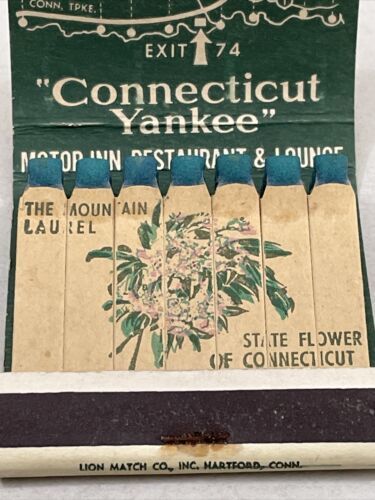 CONN. TPKE.
EXIT 74
"Connecticut
Yankee"
MOTOR INN RESTAURANT & LOUNGE
THE MOUNTAIN
LAUREL
STATE FLOWER
OF CONNECTICUT
LION MATCH CO., INC. HARTFORD, CONN.